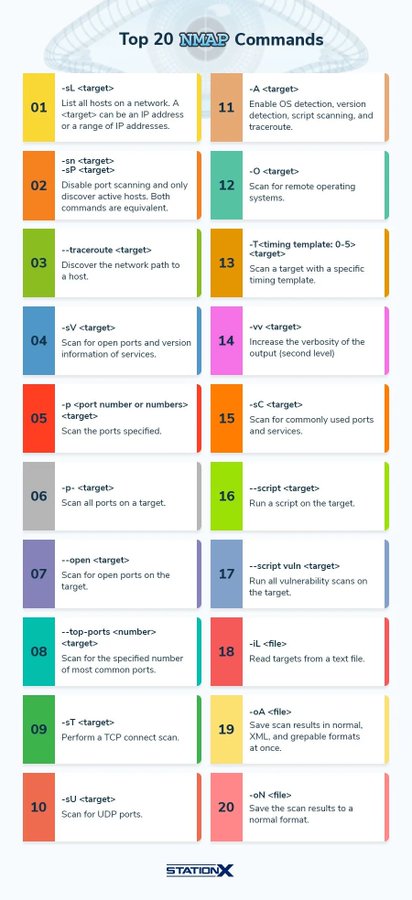 Top 20 NMAP Commands
01
-sL <target>
List all hosts on a network. A
<target> can be an IP address
or a range of IP addresses.
02
-sn <target>
-sP <target>
Disable port scanning and only
discover active hosts. Both
commands are equivalent.
03
--traceroute <target>
Discover the network path to
a host.
04
-sV <target>
Scan for open ports and version
information of services.
05
-p <port number or numbers>
<target>
Scan the ports specified.
06
-p- <target>
Scan all ports on a target.
07
--open <target>
Scan for open ports on the
target.
08
--top-ports <number>
<target>
Scan for the specified number
of most common ports.
09
-sT <target>
Perform a TCP connect scan.
10
-sU <target>
Scan for UDP ports.
11
-A <target>
Enable OS detection, version
detection, script scanning, and
traceroute.
12
-O <target>
Scan for remote operating
systems.
13
-T<timing template: 0-5>
<target>
Scan a target with a specific
timing template.
14
-vv <target>
Increase the verbosity of the
output (second level)
15
-sC <target>
Scan for commonly used ports
and services.
16
--script <target>
Run a script on the target.
17
--script vuln <target>
Run all vulnerability scans on
the target.
18
-iL <file>
Read targets from a text file.
19
-oA <file>
Save scan results in normal,
XML, and grepable formats
at once.
20
-oN <file>
Save the scan results to a
normal format.
STATIONX